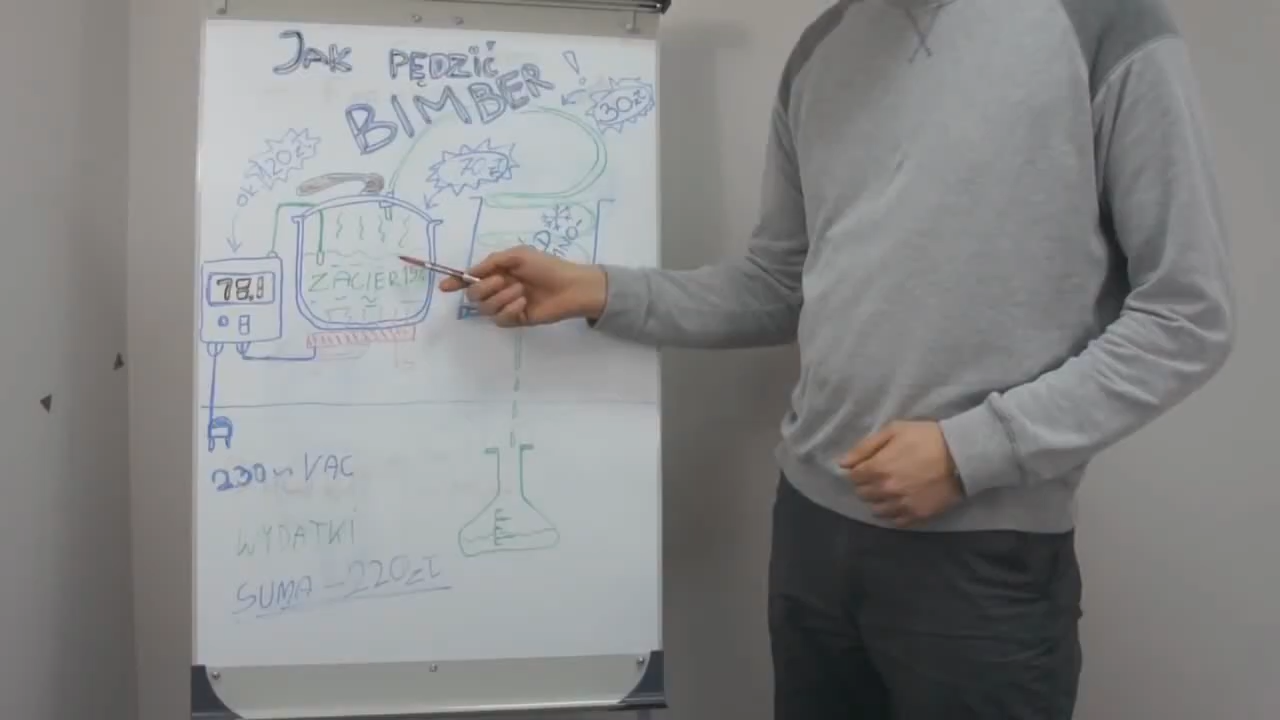 JAK PĘDZIĆ
BIMBER!
30zł
ok 120zł
70zł
78.1
ZACIER
230~VAC
WYDATKI
SUMA - 220zł